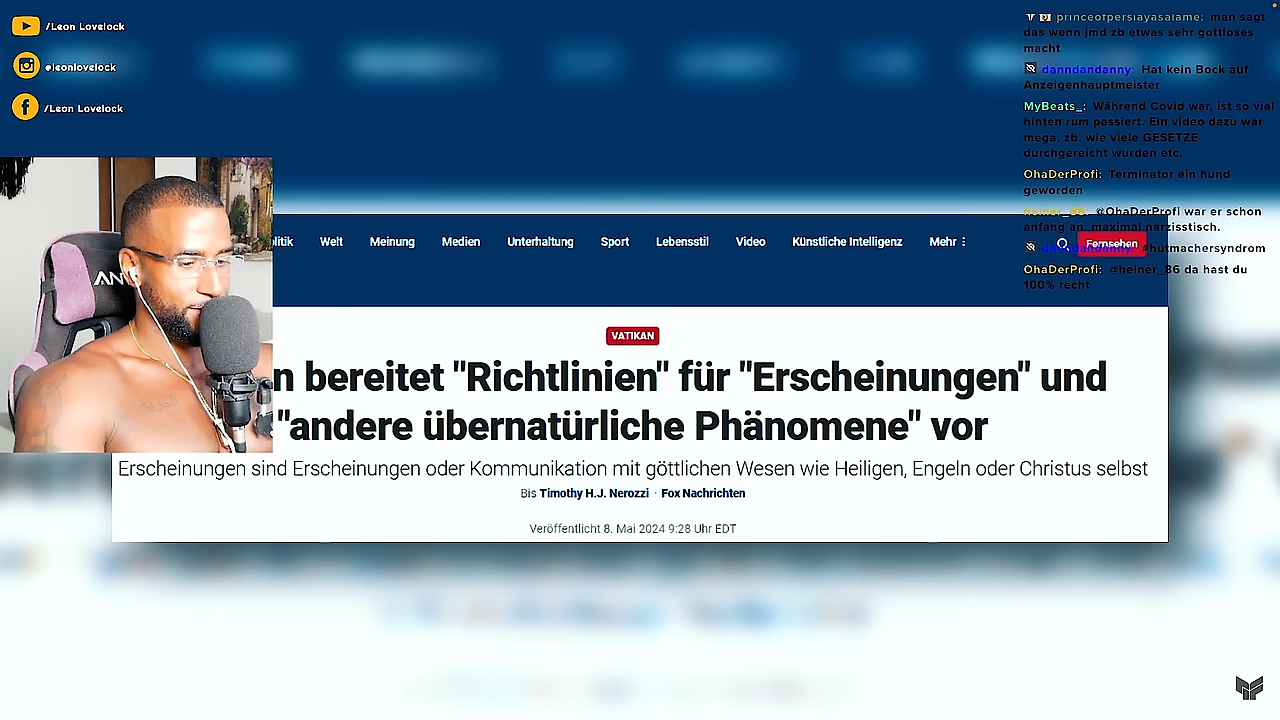 /Leon Lovelock
@leonlovelock
/Leon Lovelock
princeofpersiayasalame: man sagt
das wenn jmd zb etwas sehr gottloses
macht
danndandanny: Hat kein Bock auf
Anzeigenhauptmeister
MyBeats_: Während Covid war, ist so viel
hinten rum passiert. Ein video dazu wär
mega, zb. wie viele GESETZE
durchgereicht wurden etc.
OhaDerProfi: Terminator ein hund
geworden
heiner_86: @OhaDerProfi war er schon
anfang an. maximal narzisstisch.
danndandanny: #hutmachersyndrom
OhaDerProfi: @heiner_86 da hast du
100% recht
AN
litik Welt Meinung Medien Unterhaltung Sport Lebensstil Video Künstliche Intelligenz Mehr Fernsehen
VATIKAN
n bereitet "Richtlinien" für "Erscheinungen" und
"andere übernatürliche Phänomene" vor
Erscheinungen sind Erscheinungen oder Kommunikation mit göttlichen Wesen wie Heiligen, Engeln oder Christus selbst
Bis Timothy H.J. Nerozzi · Fox Nachrichten
Veröffentlicht 8. Mai 2024 9:28 Uhr EDT